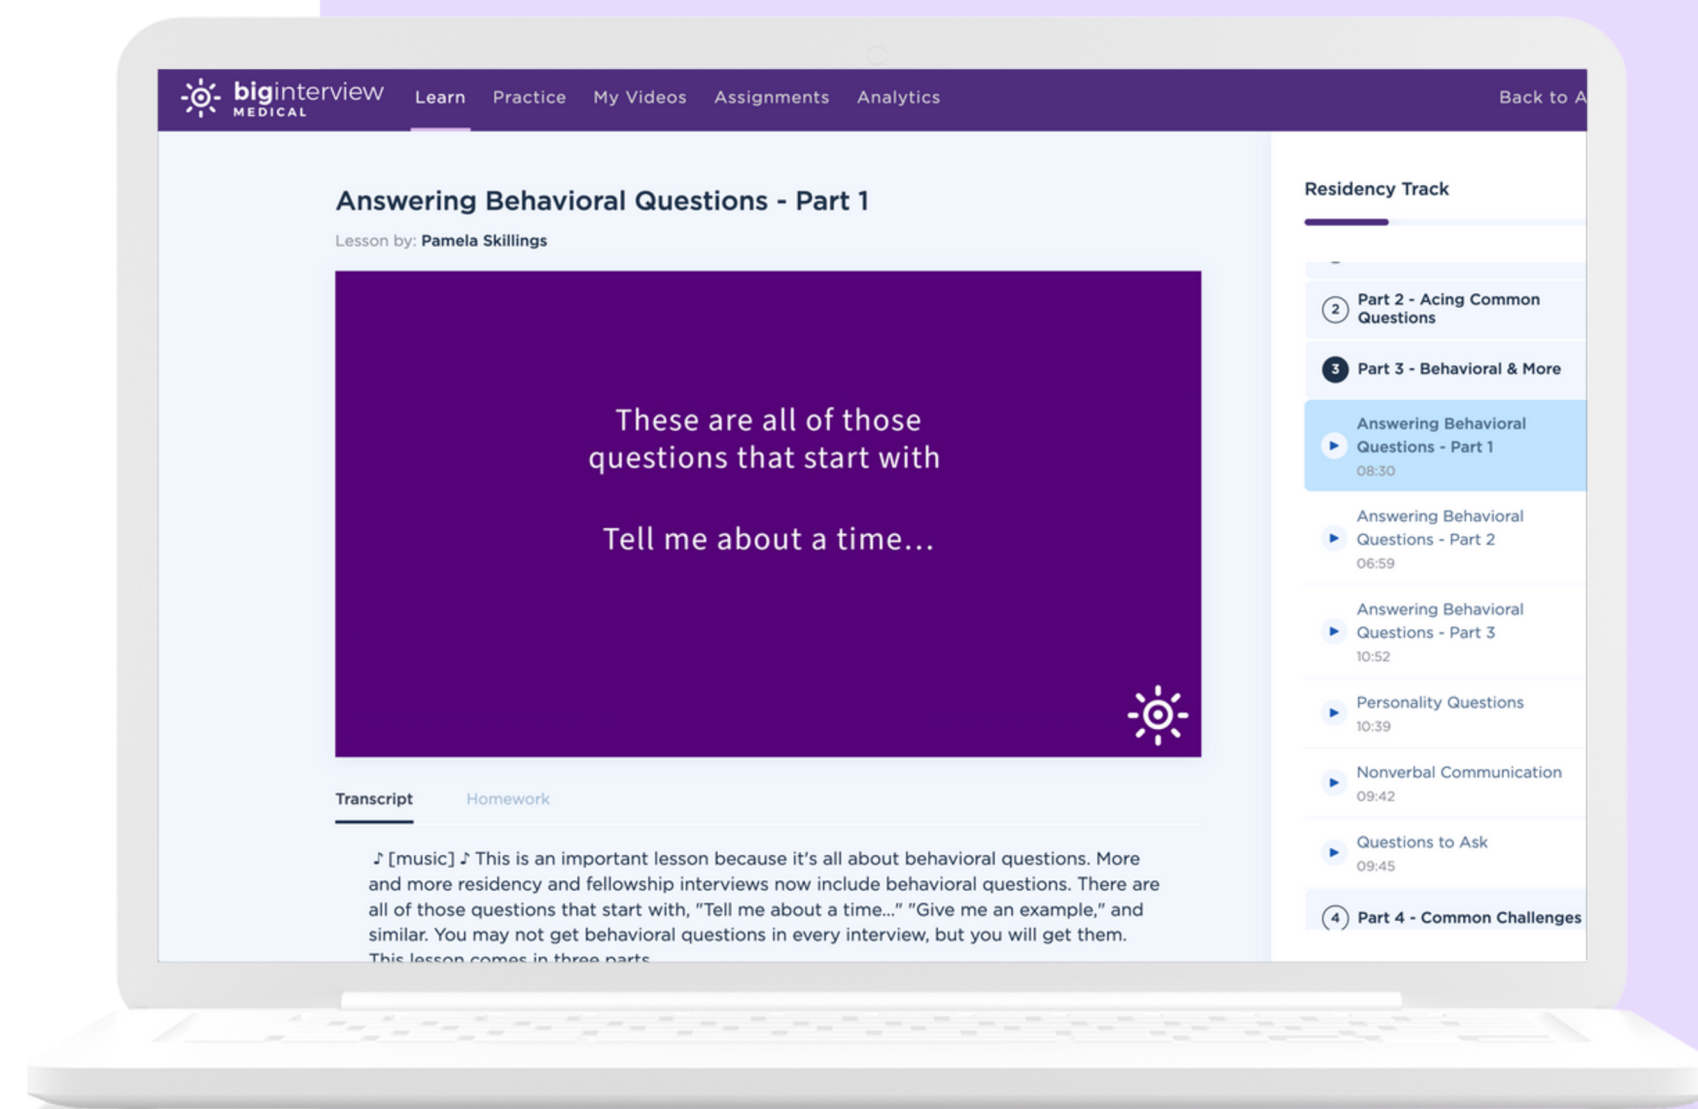 biginterview
MEDICAL
Learn Practice My Videos Assignments Analytics
Back to A
Answering Behavioral Questions - Part 1
Lesson by: Pamela Skillings
These are all of those
questions that start with
Tell me about a time...
Transcript Homework
♪ [music] ♪ This is an important lesson because it's all about behavioral questions. More
and more residency and fellowship interviews now include behavioral questions. There are
all of those questions that start with, "Tell me about a time..." "Give me an example," and
similar. You may not get behavioral questions in every interview, but you will get them.
This lesson comes in three parts
Residency Track
2 Part 2 - Acing Common
Questions
3 Part 3 - Behavioral & More
Answering Behavioral
Questions - Part 1
08:30
Answering Behavioral
Questions - Part 2
06:59
Answering Behavioral
Questions - Part 3
10:52
Personality Questions
10:39
Nonverbal Communication
09:42
Questions to Ask
09:45
4 Part 4 - Common Challenges